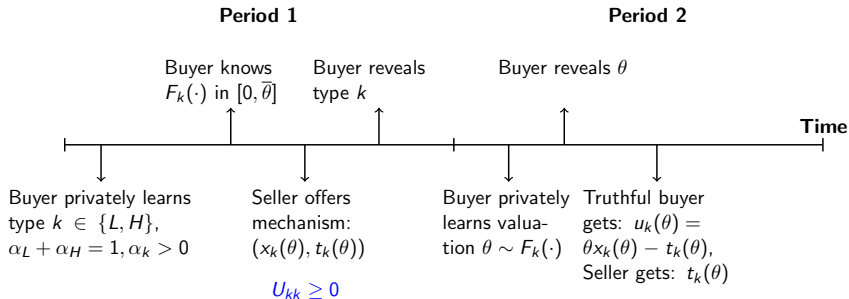 Period 1
Period 2
Buyer knows
F_k(·) in [0, θ̅]
Buyer reveals
type k
Buyer reveals θ
Time
Buyer privately learns
type k ∈ {L, H},
α_L + α_H = 1, α_k > 0
Seller offers
mechanism:
(x_k(θ), t_k(θ))
U_kk ≥ 0
Buyer privately
learns valua-
tion θ ∼ F_k(·)
Truthful buyer
gets: u_k(θ) =
θx_k(θ) − t_k(θ),
Seller gets: t_k(θ)